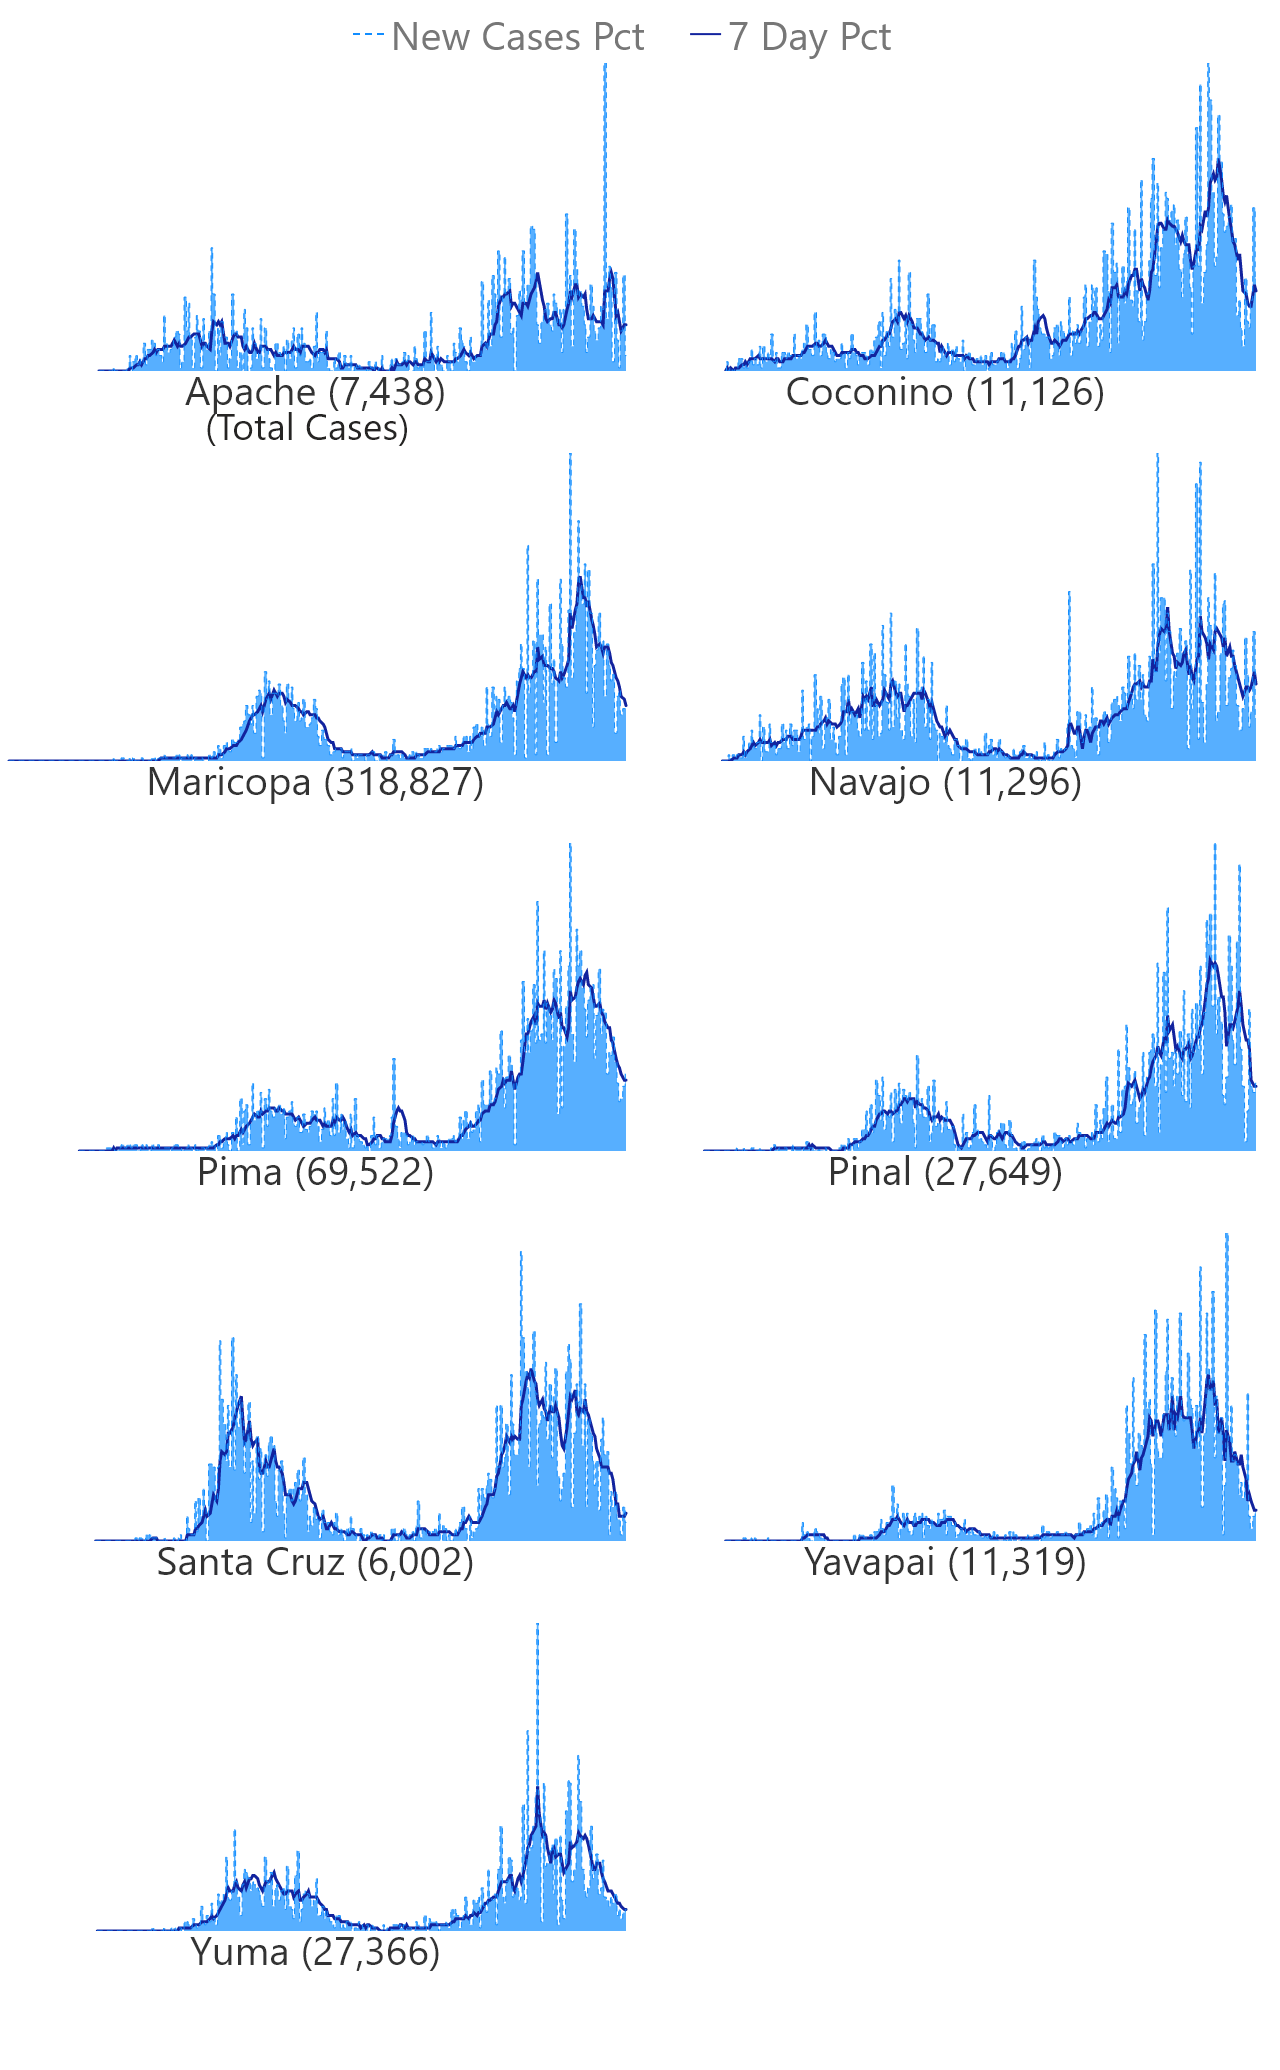 New Cases Pct 7 Day Pct
Apache (7,438) Coconino (11,126)
(Total Cases)
Maricopa (318,827) Navajo (11,296)
Pima (69,522) Pinal (27,649)
Santa Cruz (6,002) Yavapai (11,319)
Yuma (27,366)